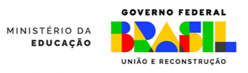 MINISTÉRIO DA
EDUCAÇÃO
GOVERNO FEDERAL
BRASIL
UNIÃO E RECONSTRUÇÃO